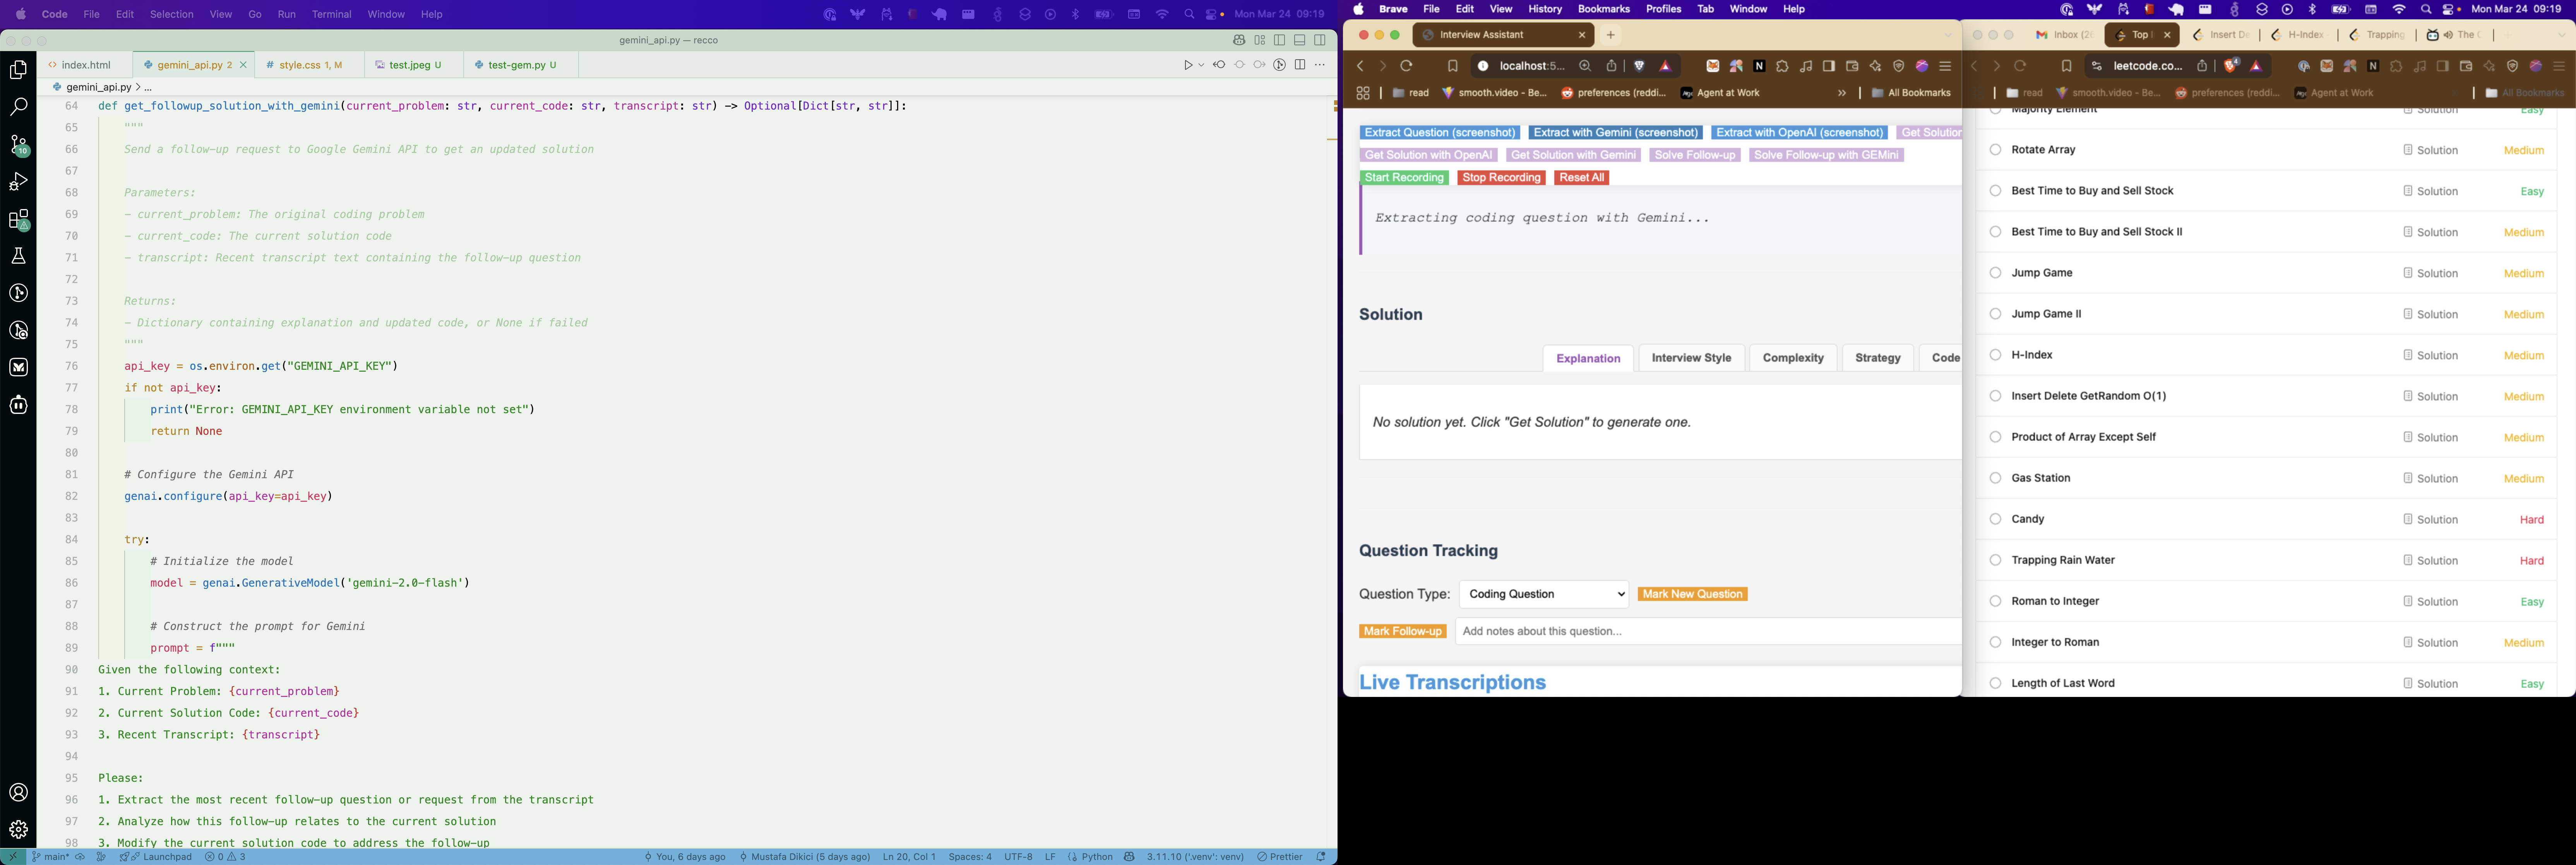 Code File Edit Selection View Go Run Terminal Window Help Mon Mar 24 09:19
gemini_api.py — recco
index.html gemini_api.py 2 style.css 1, M test.jpeg U test-gem.py U
gemini_api.py > ...
64 def get_followup_solution_with_gemini(current_problem: str, current_code: str, transcript: str) -> Optional[Dict[str, str]]:
65 """
66 Send a follow-up request to Google Gemini API to get an updated solution
67
68 Parameters:
69 - current_problem: The original coding problem
70 - current_code: The current solution code
71 - transcript: Recent transcript text containing the follow-up question
72
73 Returns:
74 - Dictionary containing explanation and updated code, or None if failed
75 """
76 api_key = os.environ.get("GEMINI_API_KEY")
77 if not api_key:
78 print("Error: GEMINI_API_KEY environment variable not set")
79 return None
80
81 # Configure the Gemini API
82 genai.configure(api_key=api_key)
83
84 try:
85 # Initialize the model
86 model = genai.GenerativeModel('gemini-2.0-flash')
87
88 # Construct the prompt for Gemini
89 prompt = f"""
90 Given the following context:
91 1. Current Problem: {current_problem}
92 2. Current Solution Code: {current_code}
93 3. Recent Transcript: {transcript}
94
95 Please:
96 1. Extract the most recent follow-up question or request from the transcript
97 2. Analyze how this follow-up relates to the current solution
98 3. Modify the current solution code to address the follow-up
10
main* Launchpad 0 3 You, 6 days ago Mustafa Dikici (5 days ago) Ln 20, Col 1 Spaces: 4 UTF-8 LF Python 3.11.10 ('.venv': venv) Prettier
Brave File Edit View History Bookmarks Profiles Tab Window Help Mon Mar 24 09:19
Interview Assistant
localhost:5...
read smooth.video - Be... preferences (reddi... Agent at Work » All Bookmarks
Extract Question (screenshot) Extract with Gemini (screenshot) Extract with OpenAI (screenshot) Get Solution
Get Solution with OpenAI Get Solution with Gemini Solve Follow-up Solve Follow-up with GEMini
Start Recording Stop Recording Reset All
Extracting coding question with Gemini...
Solution
Explanation Interview Style Complexity Strategy Code
No solution yet. Click "Get Solution" to generate one.
Question Tracking
Question Type: Coding Question Mark New Question
Mark Follow-up Add notes about this question...
Live Transcriptions
Inbox (2 Top Insert De H-Index Trapping The
leetcode.co... 4
read smooth.video - Be... preferences (reddi... Agent at Work All Bookmarks
Majority Element Easy
Rotate Array Solution Medium
Best Time to Buy and Sell Stock Solution Easy
Best Time to Buy and Sell Stock II Solution Medium
Jump Game Solution Medium
Jump Game II Solution Medium
H-Index Solution Medium
Insert Delete GetRandom O(1) Solution Medium
Product of Array Except Self Solution Medium
Gas Station Solution Medium
Candy Solution Hard
Trapping Rain Water Solution Hard
Roman to Integer Solution Easy
Integer to Roman Solution Medium
Length of Last Word Solution Easy